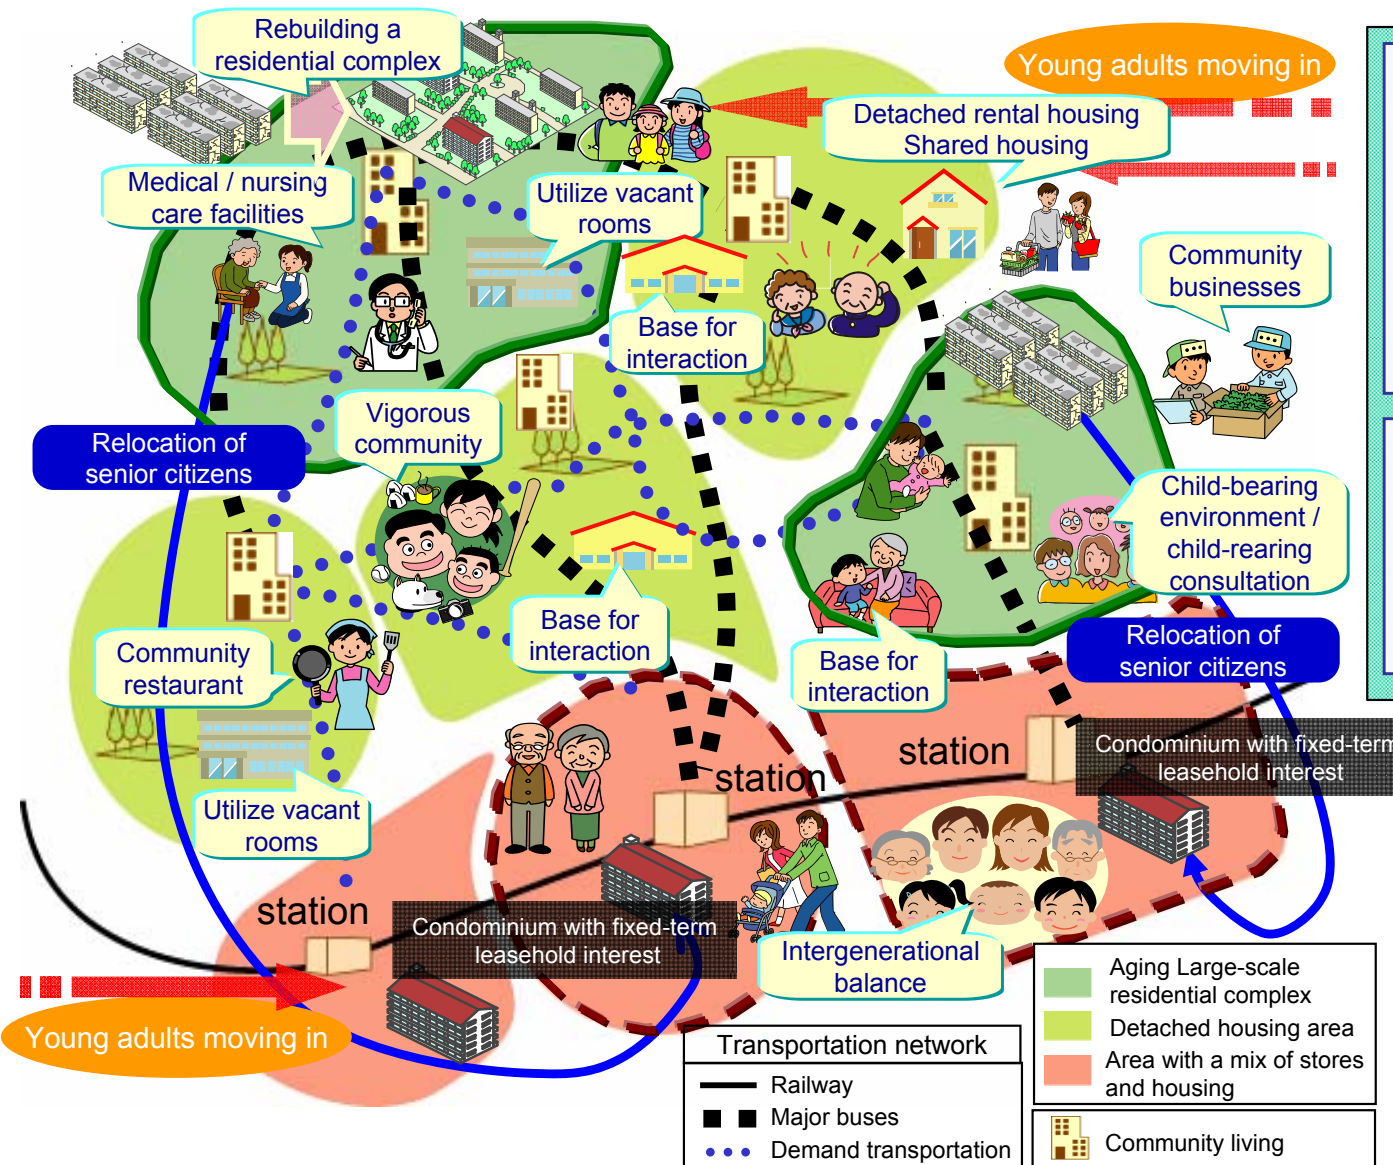 Rebuilding a
residential complex
Young adults moving in
Detached rental housing
Shared housing
Medical / nursing
care facilities
Utilize vacant
rooms
Community
businesses
Base for
interaction
Vigorous
community
Relocation of
senior citizens
Child-bearing
environment /
child-rearing
consultation
Base for
interaction
Community
restaurant
Base for
interaction
Relocation of
senior citizens
station
station
Condominium with fixed-term
leasehold interest
Utilize vacant
rooms
station
Condominium with fixed-term
leasehold interest
Intergenerational
balance
Young adults moving in
Aging Large-scale
residential complex
Detached housing area
Area with a mix of stores
and housing
Transportation network
Railway
Major buses
Demand transportation
Community living